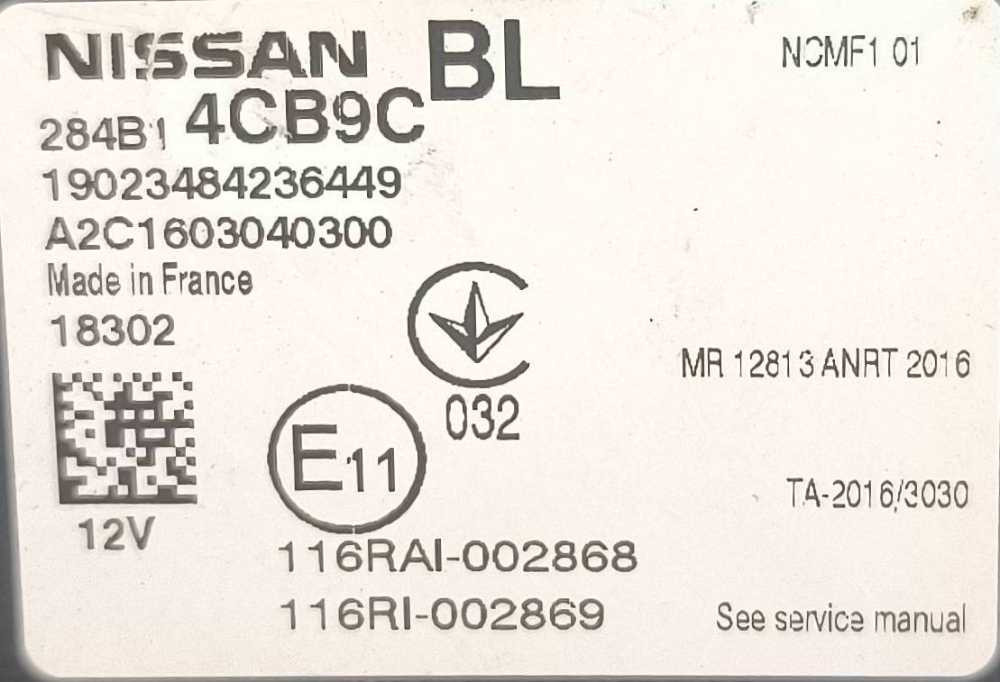 NISSAN BL
NCMF1 01
284B1 4CB9C
19023484236449
A2C1603040300
Made in France
18302
032
MR 12813 ANRT 2016
E11
TA-2016/3030
12V
116RAI-002868
116RI-002869
See service manual